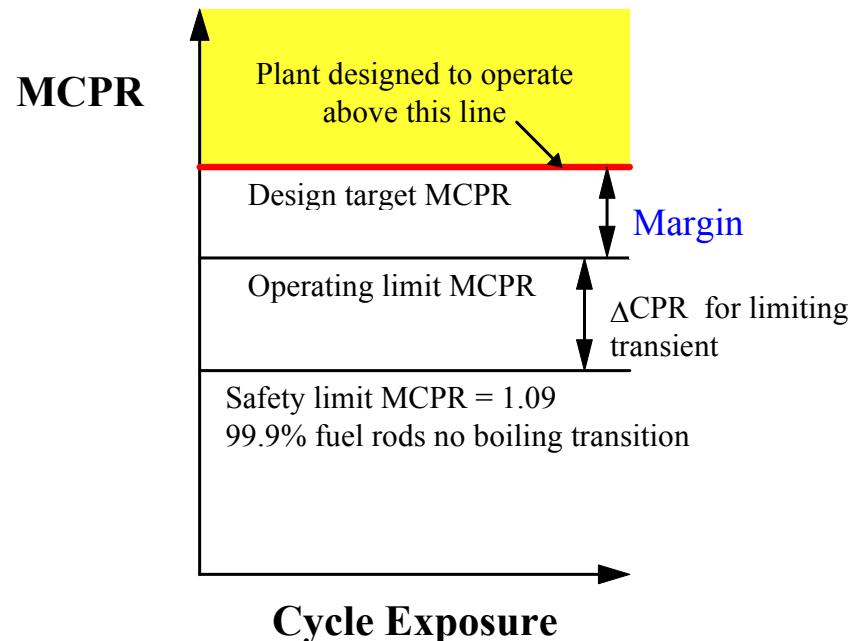 MCPR
Plant designed to operate
above this line
Design target MCPR
Margin
Operating limit MCPR
ΔCPR for limiting
transient
Safety limit MCPR = 1.09
99.9% fuel rods no boiling transition
Cycle Exposure